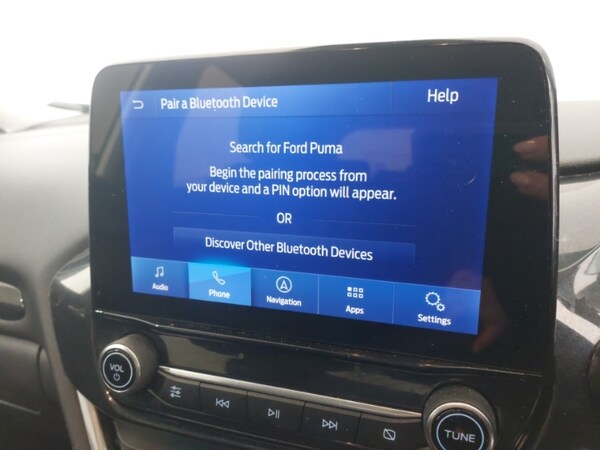 Pair a Bluetooth Device
Help
Search for Ford Puma
Begin the pairing process from
your device and a PIN option will appear.
OR
Discover Other Bluetooth Devices
Audio
Phone
Navigation
Apps
Settings
VOL
TUNE